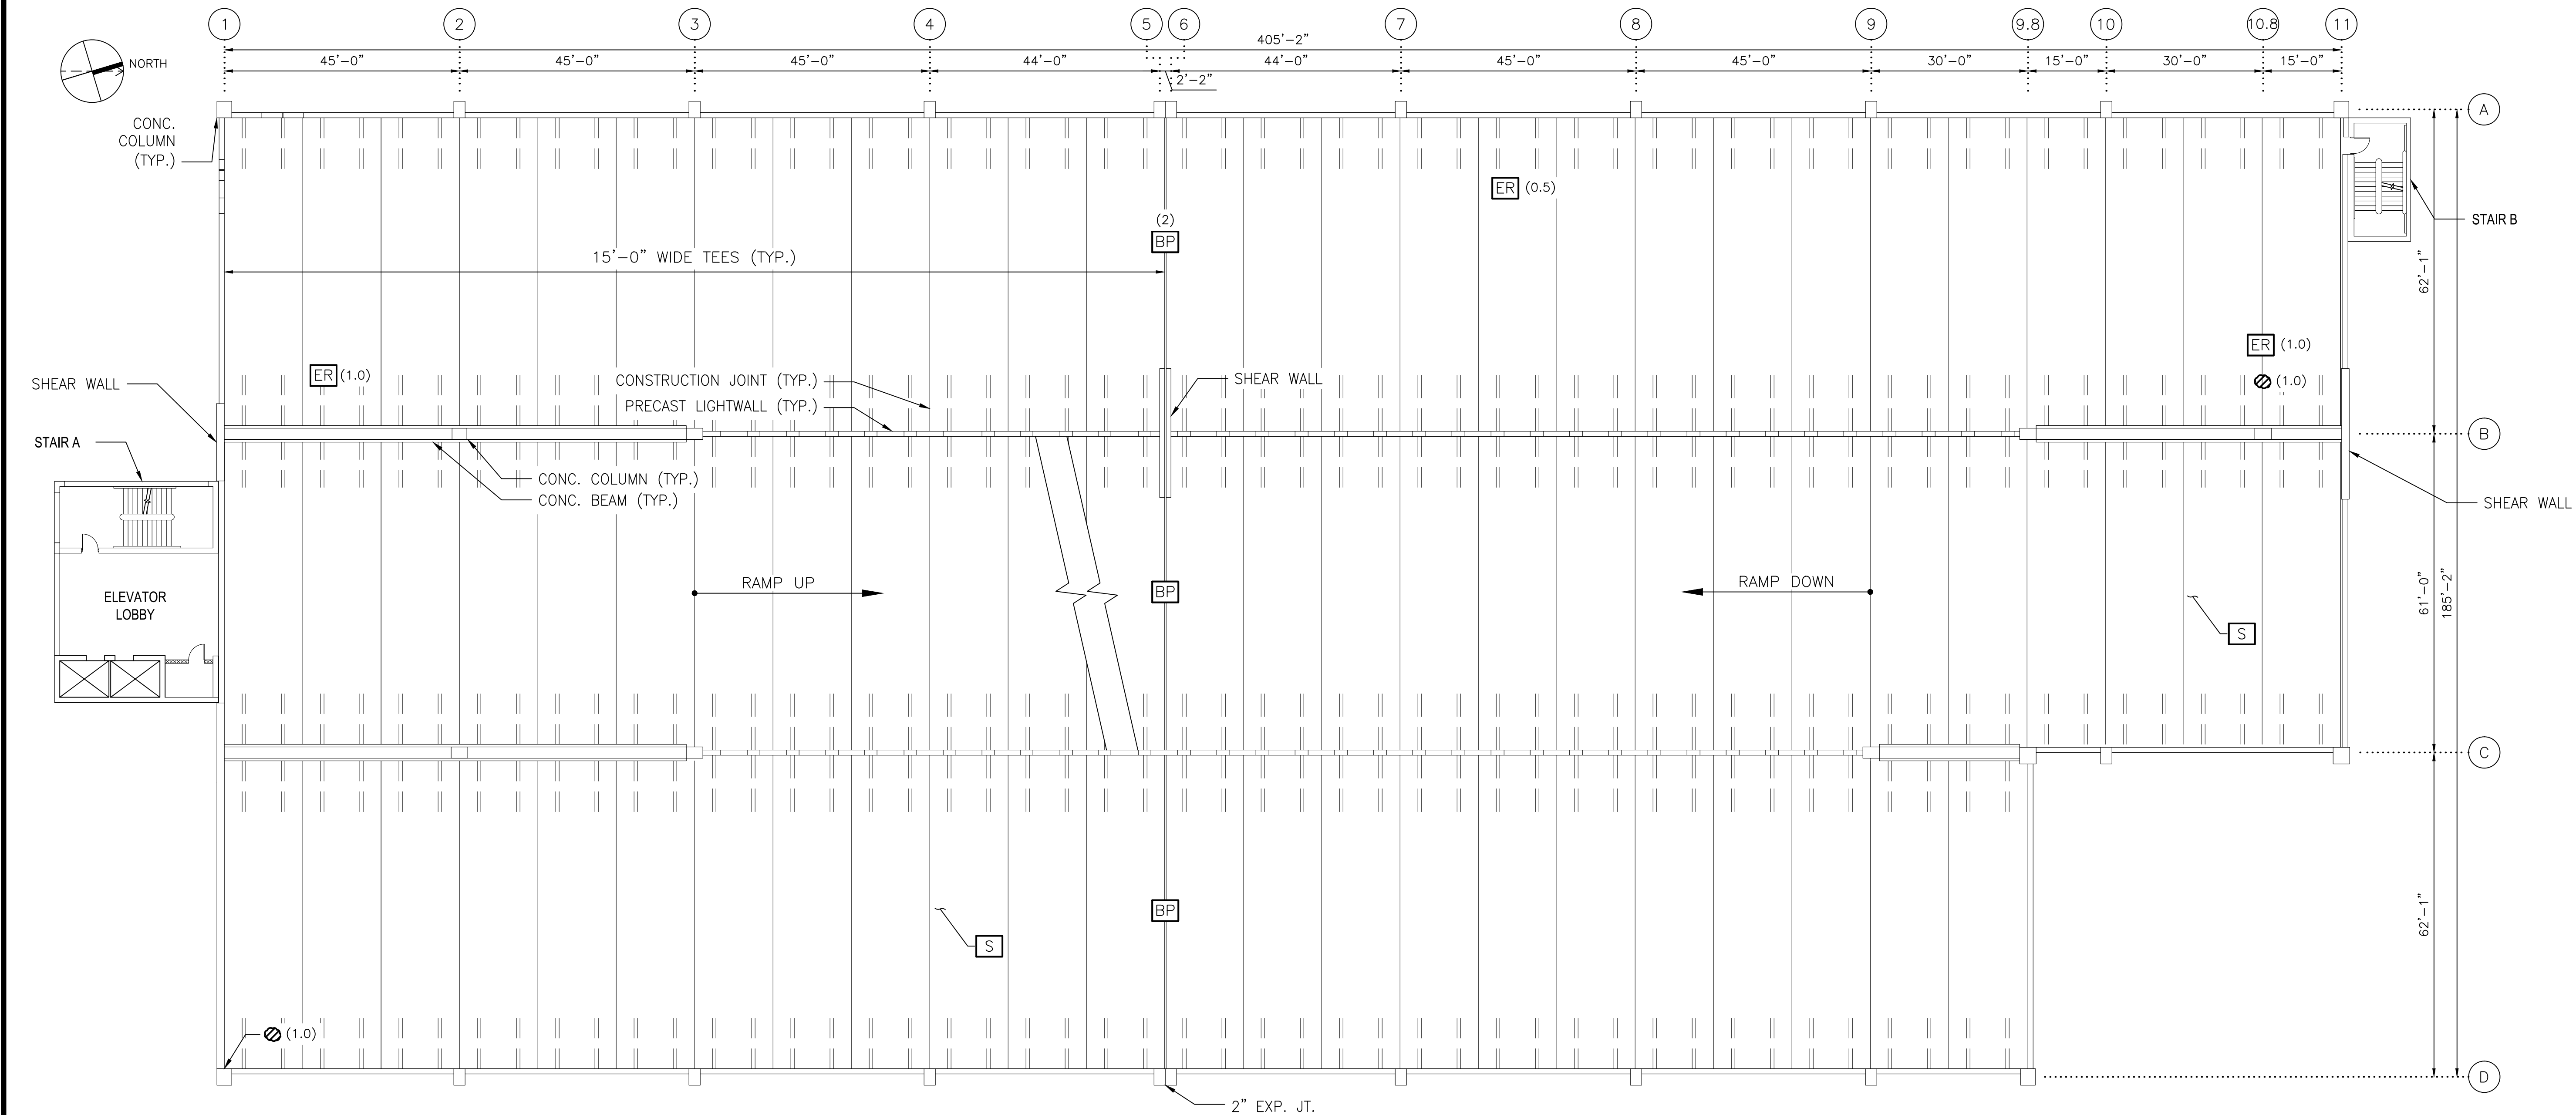 1 2 3 4 5 6 7 8 9 9.8 10 10.8 11
405'-2"
45'-0" 45'-0" 45'-0" 44'-0" 44'-0" 45'-0" 45'-0" 30'-0" 15'-0" 30'-0" 15'-0"
2'-2"
NORTH
A
CONC.
COLUMN
(TYP.)
ER (0.5)
STAIR B
(2)
BP
15'-0" WIDE TEES (TYP.)
62'-1"
ER (1.0)
ER (1.0)
(1.0)
SHEAR WALL
CONSTRUCTION JOINT (TYP.)
SHEAR WALL
PRECAST LIGHTWALL (TYP.)
B
STAIR A
CONC. COLUMN (TYP.)
CONC. BEAM (TYP.)
SHEAR WALL
RAMP UP
BP
RAMP DOWN
61'-0"
185'-2"
ELEVATOR
LOBBY
S
C
BP
62'-1"
S
(1.0)
D
2" EXP. JT.